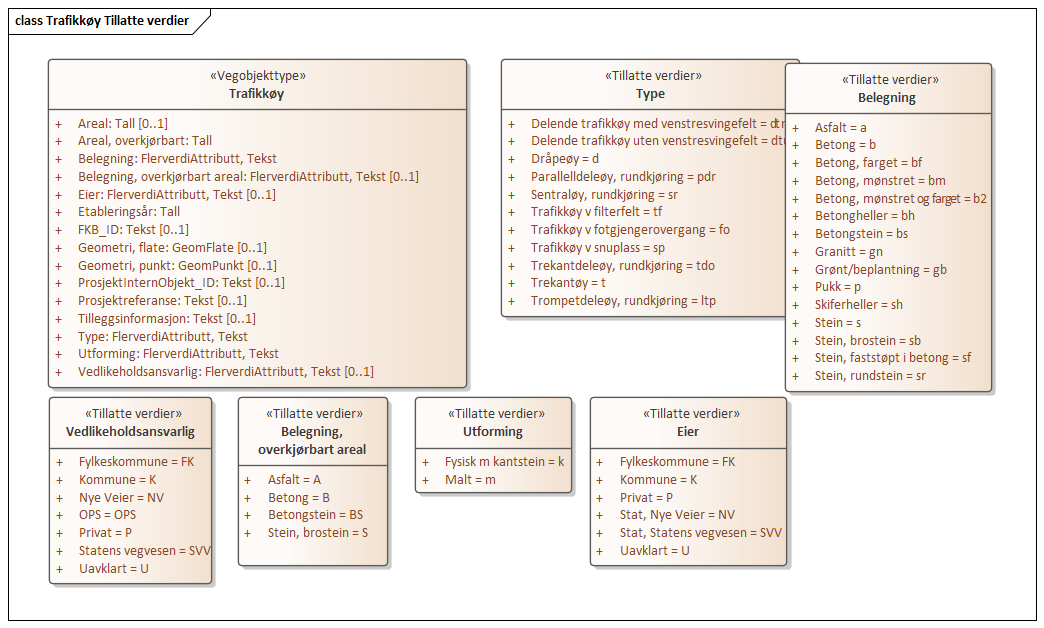 class Trafikkøy Tillatte verdier
«Vegobjekttype»
Trafikkøy
+ Areal: Tall [0..1]
+ Areal, overkjørbart: Tall
+ Belegning: FlerverdiAttributt, Tekst
+ Belegning, overkjørbart areal: FlerverdiAttributt, Tekst [0..1]
+ Eier: FlerverdiAttributt, Tekst [0..1]
+ Etableringsår: Tall
+ FKB_ID: Tekst [0..1]
+ Geometri, flate: GeomFlate [0..1]
+ Geometri, punkt: GeomPunkt [0..1]
+ ProsjektInternObjekt_ID: Tekst [0..1]
+ Prosjektreferanse: Tekst [0..1]
+ Tilleggsinformasjon: Tekst [0..1]
+ Type: FlerverdiAttributt, Tekst
+ Utforming: FlerverdiAttributt, Tekst
+ Vedlikeholdsansvarlig: FlerverdiAttributt, Tekst [0..1]
«Tillatte verdier»
Type
+ Delende trafikkøy med venstresvingefelt =
+ Delende trafikkøy uten venstresvingefelt =
+ Dråpeøy = d
+ Parallelldeleøy, rundkjøring = pdr
+ Sentraløy, rundkjøring = sr
+ Trafikkøy v filterfelt = tf
+ Trafikkøy v fotgjengerovergang = fo
+ Trafikkøy v snuplass = sp
+ Trekantdeleøy, rundkjøring = tdo
+ Trekantøy = t
+ Trompetdeleøy, rundkjøring = ltp
«Tillatte verdier»
Belegning
+ Asfalt = a
+ Betong = b
+ Betong, farget = bf
+ Betong, mønstret = bm
+ Betong, mønstret og farget = b2
+ Betongheller = bh
+ Betongstein = bs
+ Granitt = gn
+ Grønt/beplantning = gb
+ Pukk = p
+ Skiferheller = sh
+ Stein = s
+ Stein, brostein = sb
+ Stein, faststøpt i betong = sf
+ Stein, rundstein = sr
«Tillatte verdier»
Vedlikeholdsansvarlig
+ Fylkeskommune = FK
+ Kommune = K
+ Nye Veier = NV
+ OPS = OPS
+ Privat = P
+ Statens vegvesen = SVV
+ Uavklart = U
«Tillatte verdier»
Belegning,
overkjørbart areal
+ Asfalt = A
+ Betong = B
+ Betongstein = BS
+ Stein, brostein = S
«Tillatte verdier»
Utforming
+ Fysisk m kantstein = k
+ Malt = m
«Tillatte verdier»
Eier
+ Fylkeskommune = FK
+ Kommune = K
+ Privat = P
+ Stat, Nye Veier = NV
+ Stat, Statens vegvesen = SVV
+ Uavklart = U